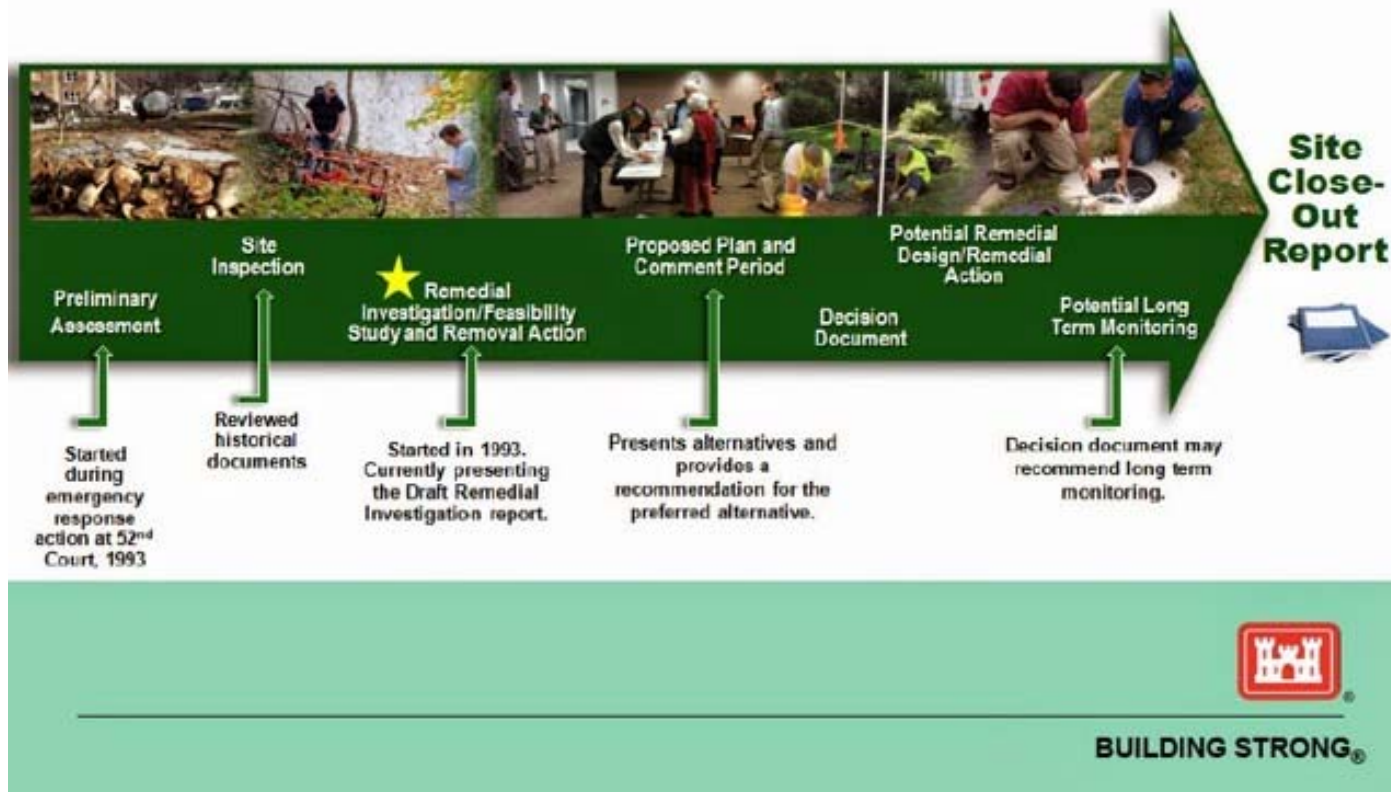 Site
Close-
Out
Report
Preliminary
Assessment
Site
Inspection
Remedial
Investigation/Feasibility
Study and Removal Action
Proposed Plan and
Comment Period
Decision
Document
Potential Remedial
Design/Remedial
Action
Potential Long
Term Monitoring
Started
during
emergency
response
action at 52nd
Court, 1993
Reviewed
historical
documents
Started in 1993.
Currently presenting
the Draft Remedial
Investigation report.
Presents alternatives and
provides a
recommendation for the
preferred alternative.
Decision document may
recommend long term
monitoring.
®
BUILDING STRONG®